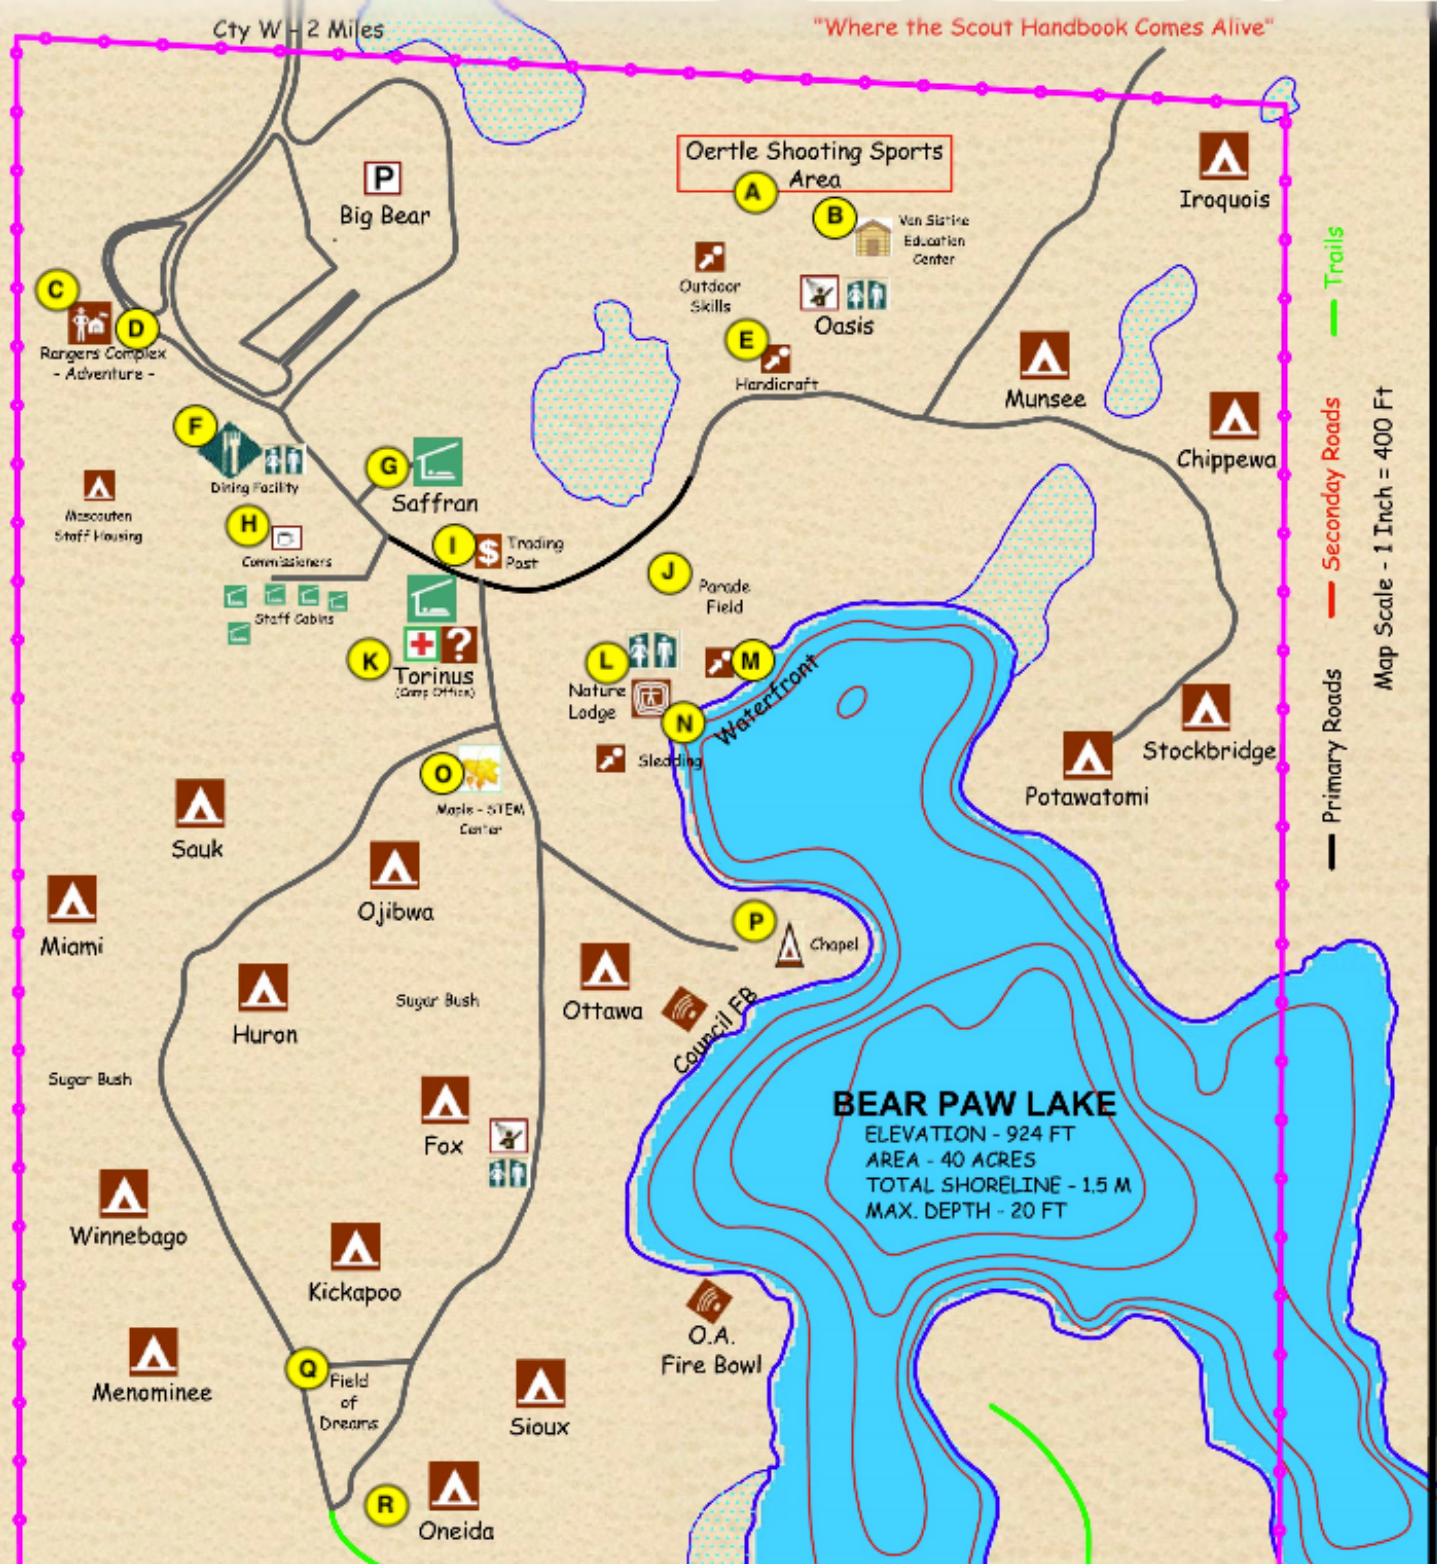 Cty W - 2 Miles
"Where the Scout Handbook Comes Alive"
Oertle Shooting Sports
Area
A
B
Van Sistine
Education
Center
Iroquois
P
Big Bear
Outdoor
Skills
Oasis
C
D
Rangers Complex
- Adventure -
E
Handicraft
Munsee
Chippewa
F
Dining Facility
G
Saffran
Mascouten
Staff Housing
H
Commissioners
I
$
Trading
Post
J
Parade
Field
Staff Cabins
K
?
Torinus
(Camp Office)
L
Nature
Lodge
M
Waterfront
N
Sledding
Stockbridge
Potawatomi
O
Maple - STEM
Center
Sauk
Ojibwa
Miami
P
Chapel
Huron
Sugar Bush
Ottawa
Council FB
Sugar Bush
Fox
BEAR PAW LAKE
ELEVATION - 924 FT
AREA - 40 ACRES
TOTAL SHORELINE - 1.5 M
MAX. DEPTH - 20 FT
Winnebago
Kickapoo
O.A.
Fire Bowl
Menominee
Q
Field
of
Dreams
Sioux
R
Oneida
Trails
Seconday Roads
Primary Roads
Map Scale - 1 Inch = 400 Ft